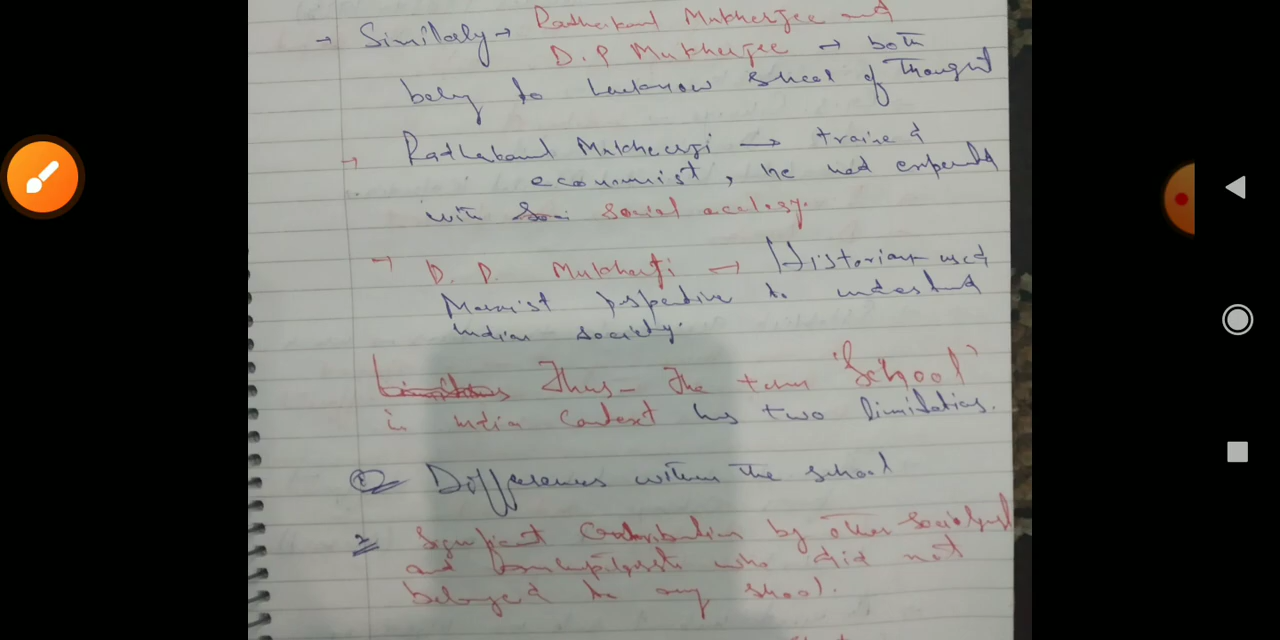 → Similarly → Radhakamal Mukherjee and
D.P Mukherjee → both
belong to Lucknow School of Thought
→ Radhakamal Mukherji → trained
economist, he had
with social ecology.
→ D. P. Mukherji → Historian used
Marxist perspective to understand
Indian society.
Thus - The term 'School'
in Indian Context has two limitations.
① Differences within the school
2 Significant Contribution by other Sociologist
and who did not
belonged to any school.